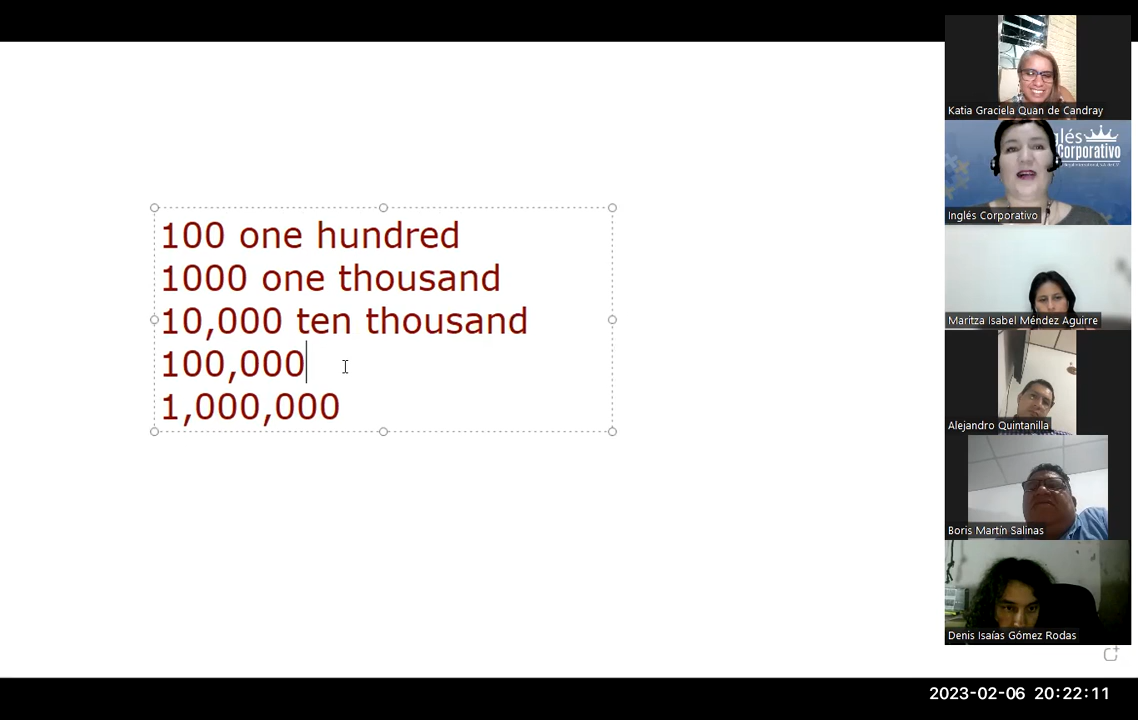 100 one hundred
1000 one thousand
10,000 ten thousand
100,000
1,000,000
Katia Graciela Quan de Candray
glés
Corporativo
Inglés Corporativo
Maritza Isabel Méndez Aguirre
Alejandro Quintanilla
Boris Martín Salinas
Denis Isaías Gómez Rodas
2023-02-06 20:22:11